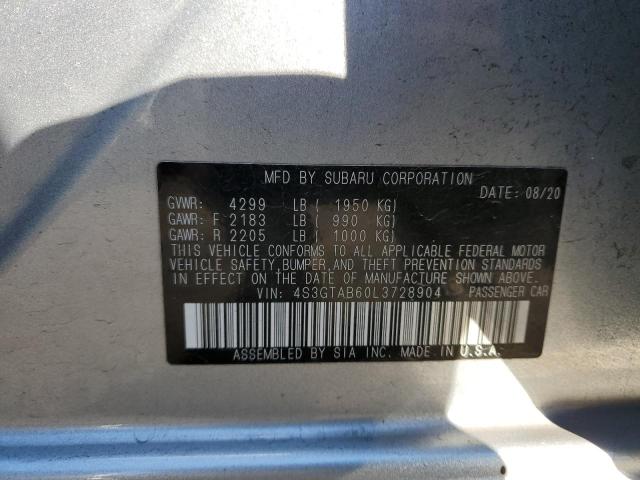 MFD BY SUBARU CORPORATION
DATE: 08/20
GVWR: 4299 LB ( 1950 KG)
GAWR: F 2183 LB ( 990 KG)
GAWR: R 2205 LB ( 1000 KG)
THIS VEHICLE CONFORMS TO ALL APPLICABLE FEDERAL MOTOR
VEHICLE SAFETY,BUMPER,AND THEFT PREVENTION STANDARDS
IN EFFECT ON THE DATE OF MANUFACTURE SHOWN ABOVE.
VIN: 4S3GTAB60L3728904 PASSENGER CAR
ASSEMBLED BY SIA INC. MADE IN U.S.A.